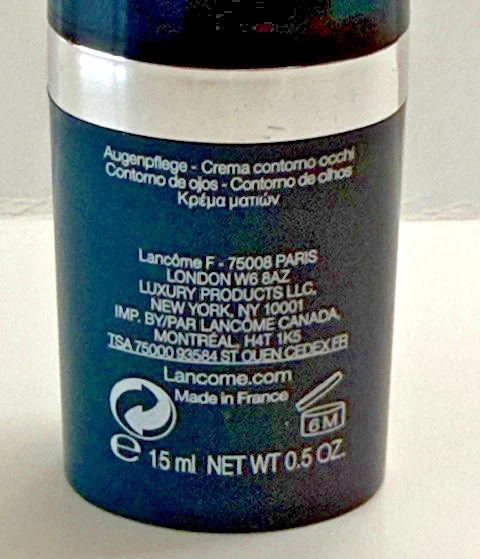 Augenpflege - Crema contorno occhi
Contorno de ojos - Contorno de olhos
Κρέμα ματιών
Lancôme F - 75008 PARIS
LONDON W6 8AZ
LUXURY PRODUCTS LLC,
NEW YORK, NY 10001
IMP. BY/PAR LANCÔME CANADA,
MONTRÉAL, H4T 1K5
TSA 75000 93584 ST OUEN CEDEX FR
Lancome.com
Made in France
6 M
e 15 ml NET WT 0.5 OZ.